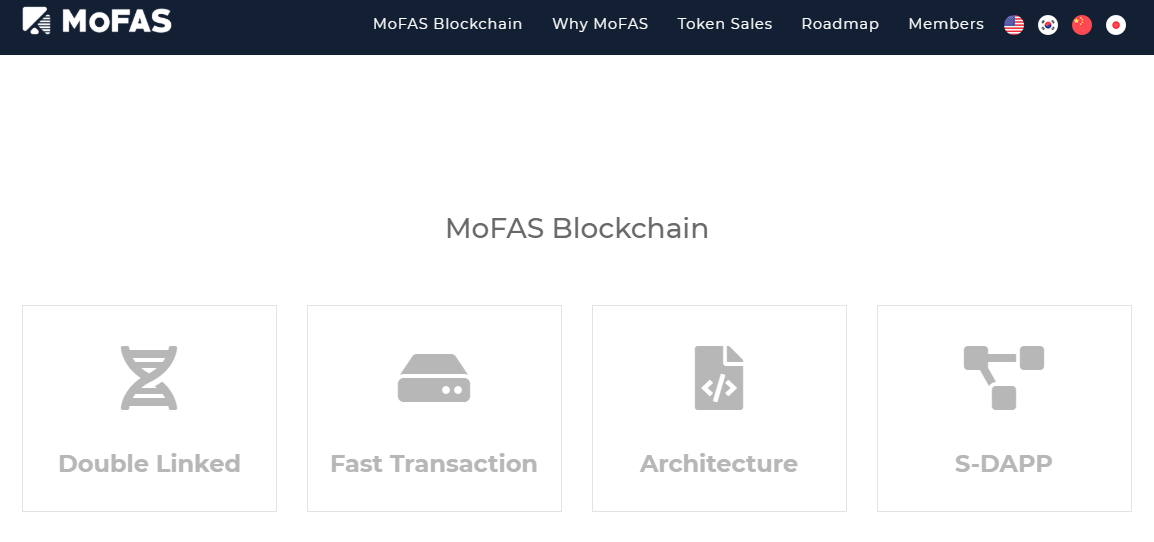 MoFAS
MoFAS Blockchain Why MoFAS Token Sales Roadmap Members
MoFAS Blockchain
Double Linked
Fast Transaction
Architecture
S-DAPP